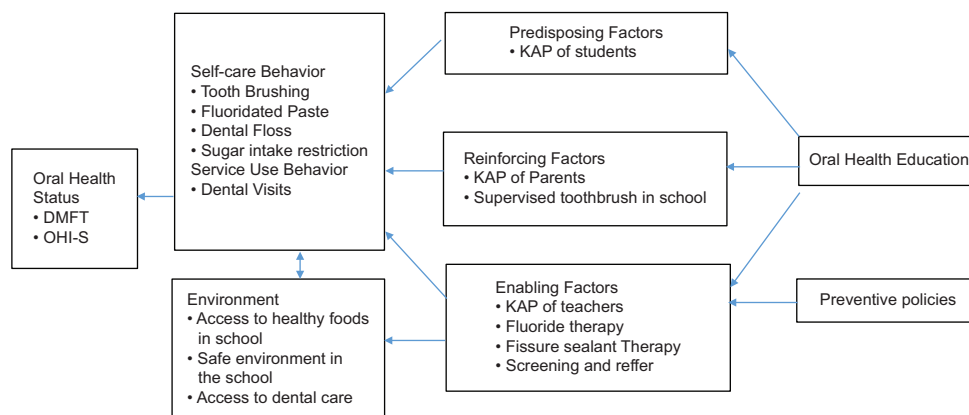 Oral Health
Status
• DMFT
• OHI-S
Self-care Behavior
• Tooth Brushing
• Fluoridated Paste
• Dental Floss
• Sugar intake restriction
Service Use Behavior
• Dental Visits
Environment
• Access to healthy foods
in school
• Safe environment in
the school
• Access to dental care
Predisposing Factors
• KAP of students
Reinforcing Factors
• KAP of Parents
• Supervised toothbrush in school
Enabling Factors
• KAP of teachers
• Fluoride therapy
• Fissure sealant Therapy
• Screening and reffer
Oral Health Education
Preventive policies